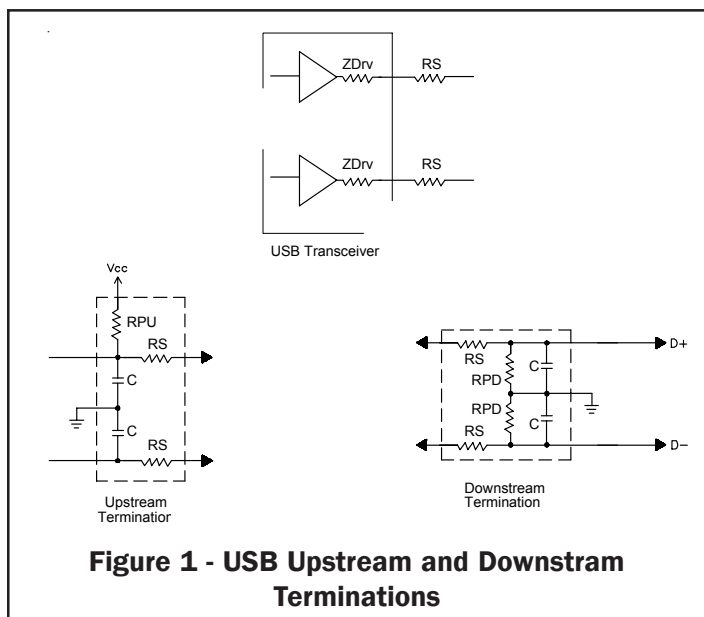 ZDrv RS
ZDrv RS
USB Transceiver
Vcc
RPU
RS
C
C
RS
Upstream
Terminatior
RS
RPD
C
D+
RPD
C
RS
D−
Downstream
Termination
Figure 1 - USB Upstream and Downstram
Terminations